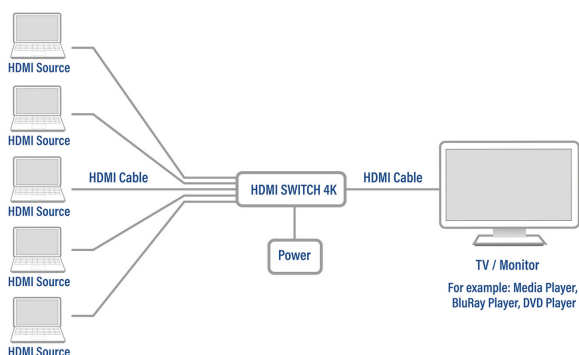 HDMI Source
HDMI Source
HDMI Cable
HDMI Source
HDMI Source
HDMI Source
HDMI SWITCH 4K
Power
HDMI Cable
TV / Monitor
For example: Media Player,
BluRay Player, DVD Player